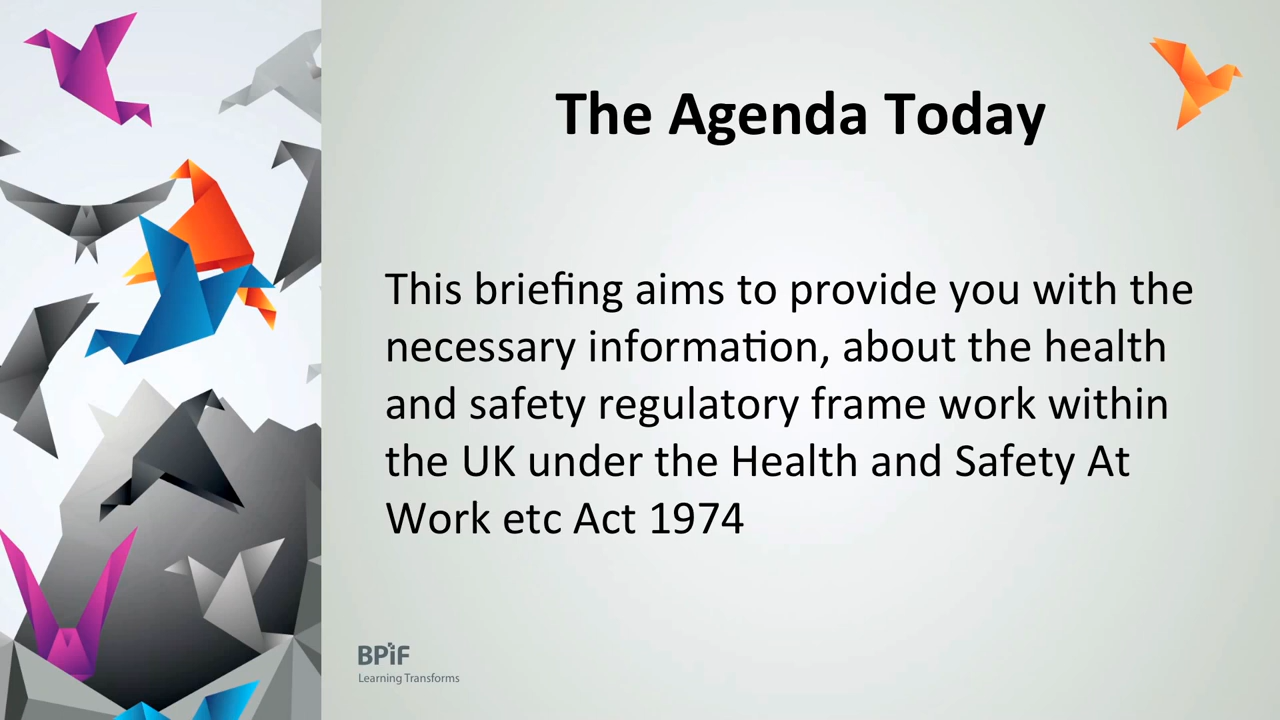 The Agenda Today
This briefing aims to provide you with the
necessary information, about the health
and safety regulatory frame work within
the UK under the Health and Safety At
Work etc Act 1974
BPiF
Learning Transforms